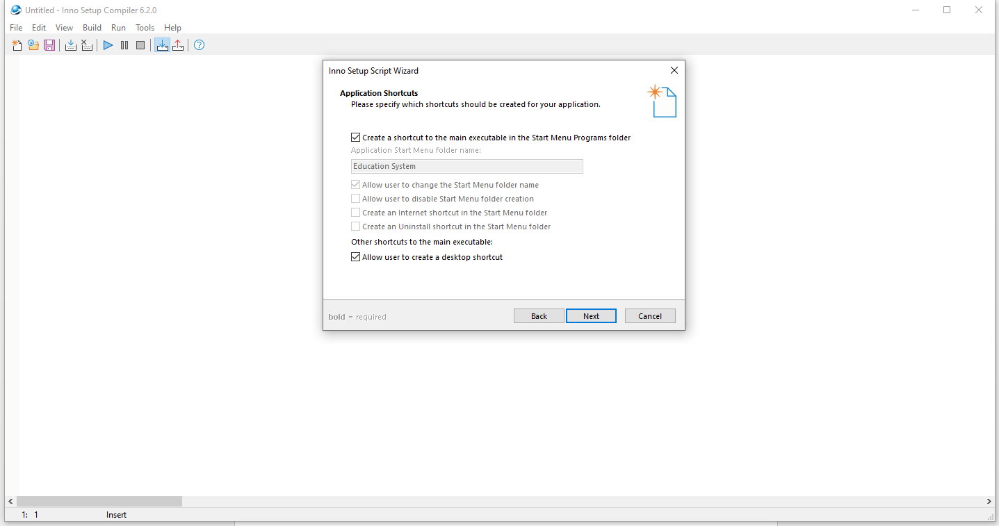 Untitled - Inno Setup Compiler 6.2.0
File Edit View Build Run Tools Help
Inno Setup Script Wizard
Application Shortcuts
Please specify which shortcuts should be created for your application.
Create a shortcut to the main executable in the Start Menu Programs folder
Application Start Menu folder name:
Education System
Allow user to change the Start Menu folder name
Allow user to disable Start Menu folder creation
Create an Internet shortcut in the Start Menu folder
Create an Uninstall shortcut in the Start Menu folder
Other shortcuts to the main executable:
Allow user to create a desktop shortcut
bold = required Back Next Cancel
1: 1 Insert